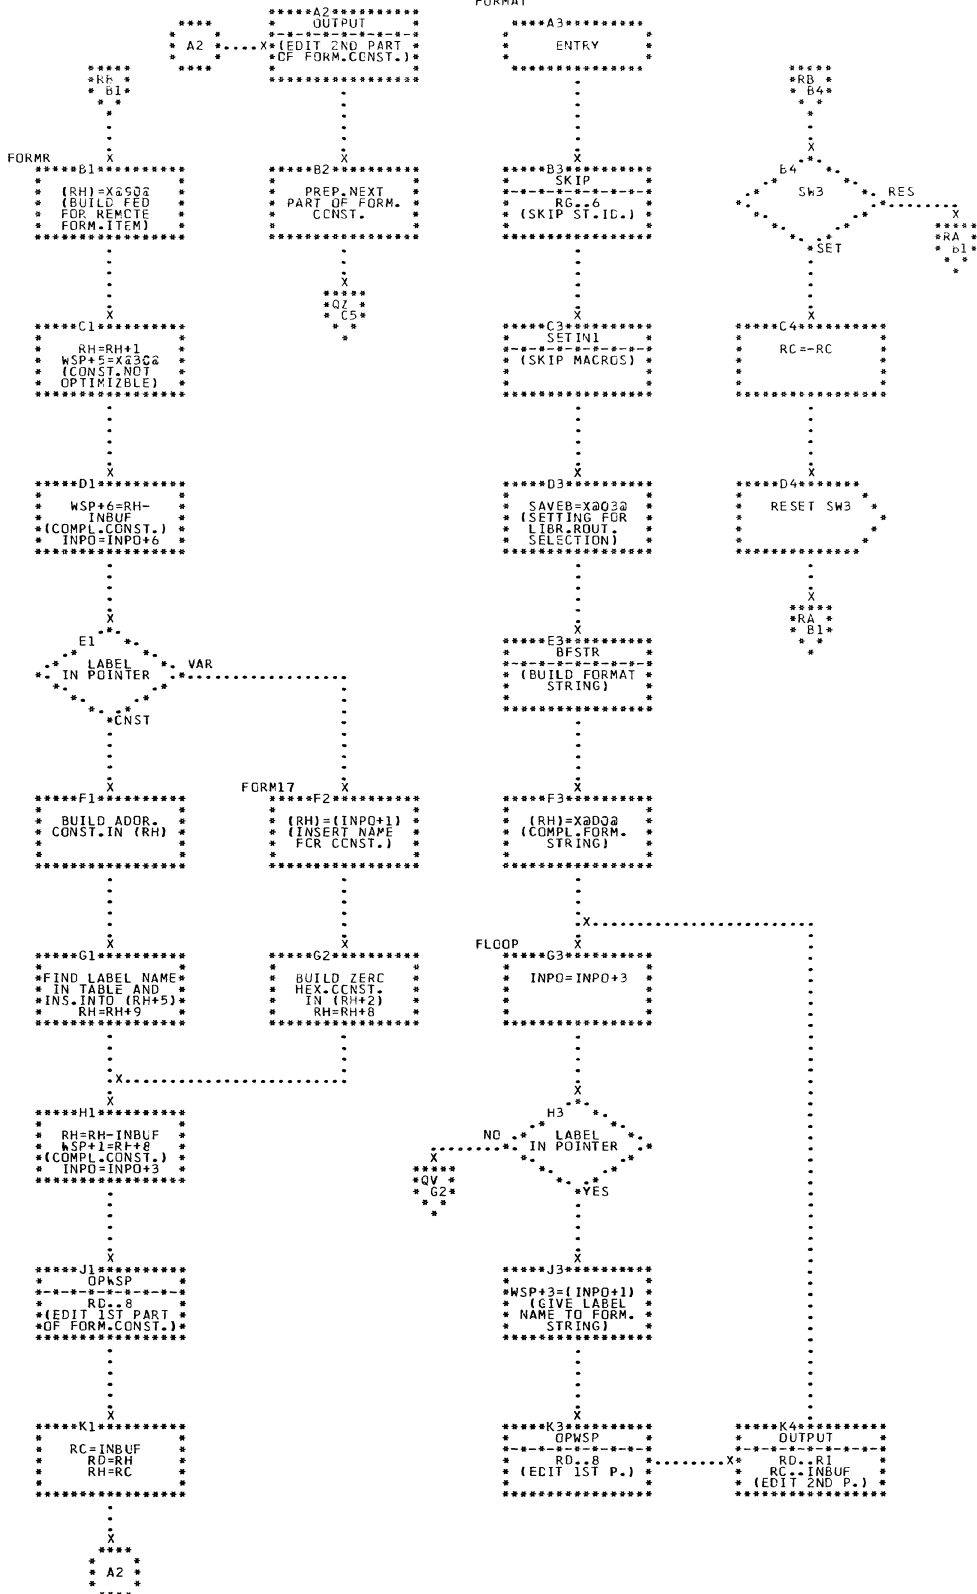 FORMAT
A2
OUTPUT
(EDIT 2ND PART
OF FORM.CONST.)
A2
A3
ENTRY
B1
RB
B4
FORMR
B1
(RH)=X@90@
(BUILD FED
FOR REMOTE
FORM.ITEM)
B2
PREP.NEXT
PART OF FORM.
CONST.
QZ
C5
B3
SKIP
RG..6
(SKIP ST.ID.)
B4
SW3
RES
SET
RA
B1
C1
RH=RH+1
WSP+5=X@30@
(CONST.NOT
OPTIMIZBLE)
C3
SETIN1
(SKIP MACROS)
C4
RC=-RC
D1
WSP+6=RH-
INBUF
(COMPL.CONST.)
INPO=INPO+6
D3
SAVEB=X@03@
(SETTING FOR
LIBR.ROUT.
SELECTION)
D4
RESET SW3
RA
B1
E1
LABEL
IN POINTER
VAR
CNST
E3
BFSTR
(BUILD FORMAT
STRING)
F1
BUILD ADDR.
CONST.IN (RH)
FORM17
F2
(RH)=(INPO+1)
(INSERT NAME
FOR CONST.)
F3
(RH)=X@D0@
(COMPL.FORM.
STRING)
G1
FIND LABEL NAME
IN TABLE AND
INS.INTO (RH+5)
RH=RH+9
G2
BUILD ZERO
HEX.CONST.
IN (RH+2)
RH=RH+8
FLOOP
G3
INPO=INPO+3
H1
RH=RH-INBUF
WSP+1=RH+8
(COMPL.CONST.)
INPO=INPO+3
H3
LABEL
IN POINTER
NO
YES
QV
G2
J1
OPWSP
RD..8
(EDIT 1ST PART
OF FORM.CONST.)
J3
WSP+3=(INPO+1)
(GIVE LABEL
NAME TO FORM.
STRING)
K1
RC=INBUF
RD=RH
RH=RC
A2
K3
OPWSP
RD..8
(EDIT 1ST P.)
K4
OUTPUT
RD..RI
RC..INBUF
(EDIT 2ND P.)